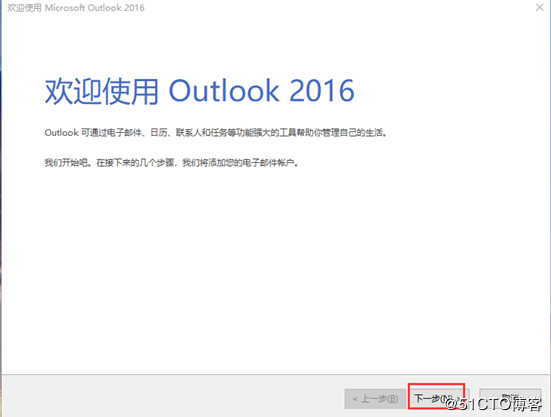 欢迎使用 Microsoft Outlook 2016
欢迎使用 Outlook 2016
Outlook 可通过电子邮件、日历、联系人和任务等功能强大的工具帮助你管理自己的生活。
我们开始吧。在接下来的几个步骤，我们将添加您的电子邮件帐户。
< 上一步(B)
下一步(N)
取消
@51CTO博客